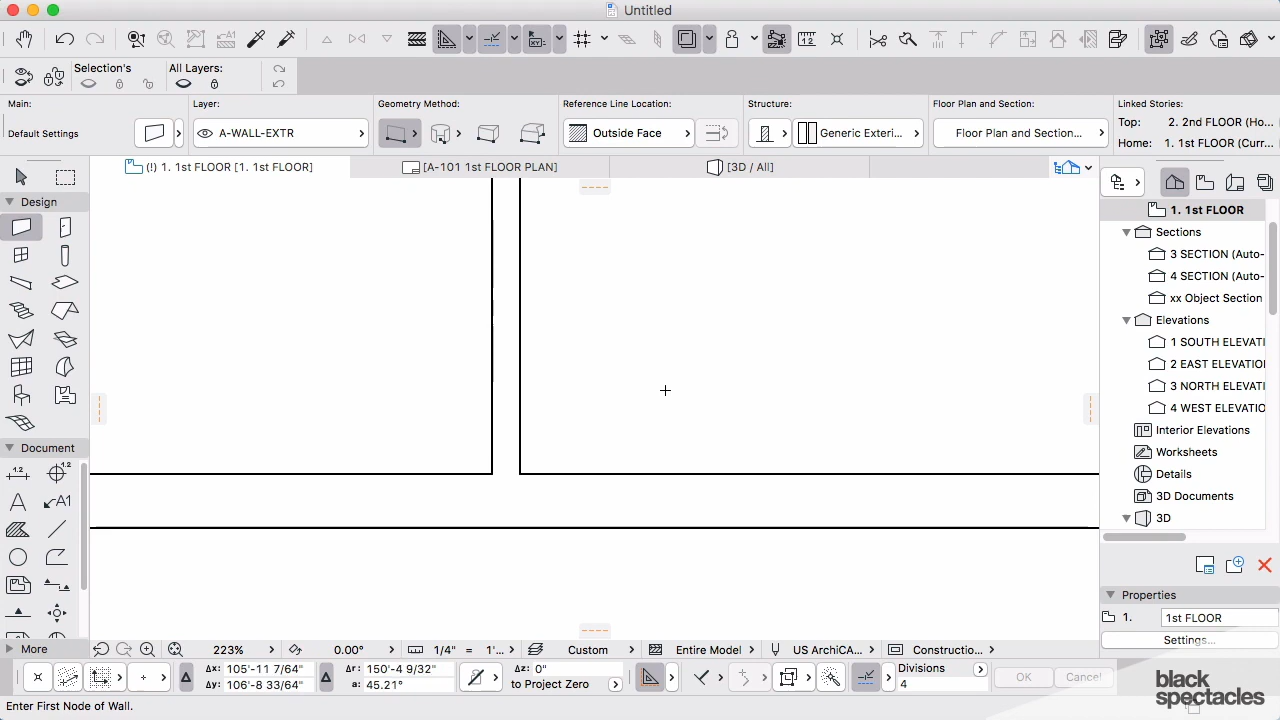 Untitled
Selection's
All Layers:
Main:
Layer:
Geometry Method:
Reference Line Location:
Structure:
Floor Plan and Section:
Linked Stories:
Default Settings
A-WALL-EXTR
Outside Face
Generic Exteri...
Floor Plan and Section...
Top:
2. 2nd FLOOR (Ho...
Home:
1. 1st FLOOR (Curr...
(!) 1. 1st FLOOR [1. 1st FLOOR]
[A-101 1st FLOOR PLAN]
[3D / All]
Design
1. 1st FLOOR
Sections
3 SECTION (Auto-
4 SECTION (Auto-
xx Object Section
Elevations
1 SOUTH ELEVATI
2 EAST ELEVATIO
3 NORTH ELEVATI
4 WEST ELEVATIO
Interior Elevations
Worksheets
Details
3D Documents
3D
Document
1.2
1.2
A1
Properties
1.
1st FLOOR
Settings...
More
223%
0.00°
1/4" = 1'...
Custom
Entire Model
US ArchiCA...
Constructio...
Δx: 105'-11 7/64"
Δy: 106'-8 33/64"
Δr: 150'-4 9/32"
a: 45.21°
Δz: 0"
to Project Zero
Divisions
4
OK
Cancel
Enter First Node of Wall.
black
spectacles